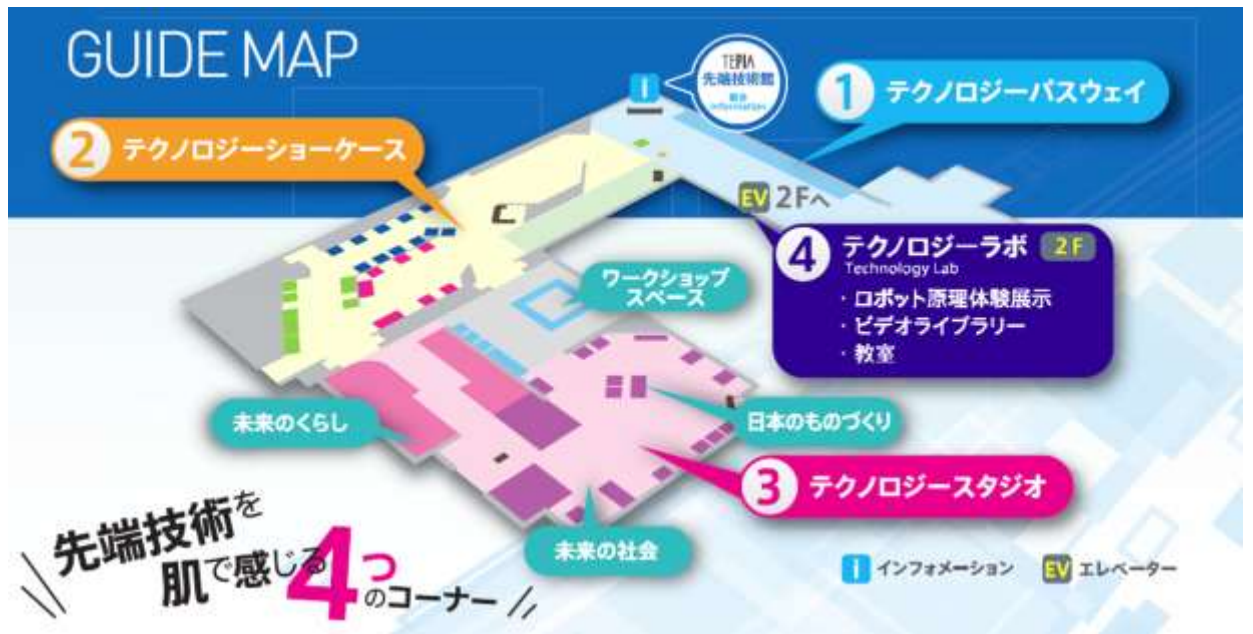 GUIDE MAP
TEPIA
先端技術館
総合
Information
i
1 テクノロジーパスウェイ
2 テクノロジーショーケース
EV 2Fへ
4 テクノロジーラボ 2F
Technology Lab
・ロボット原理体験展示
・ビデオライブラリー
・教室
ワークショップ
スペース
未来のくらし
日本のものづくり
3 テクノロジースタジオ
未来の社会
先端技術を
肌で感じる4つ
のコーナー
i インフォメーション EV エレベーター